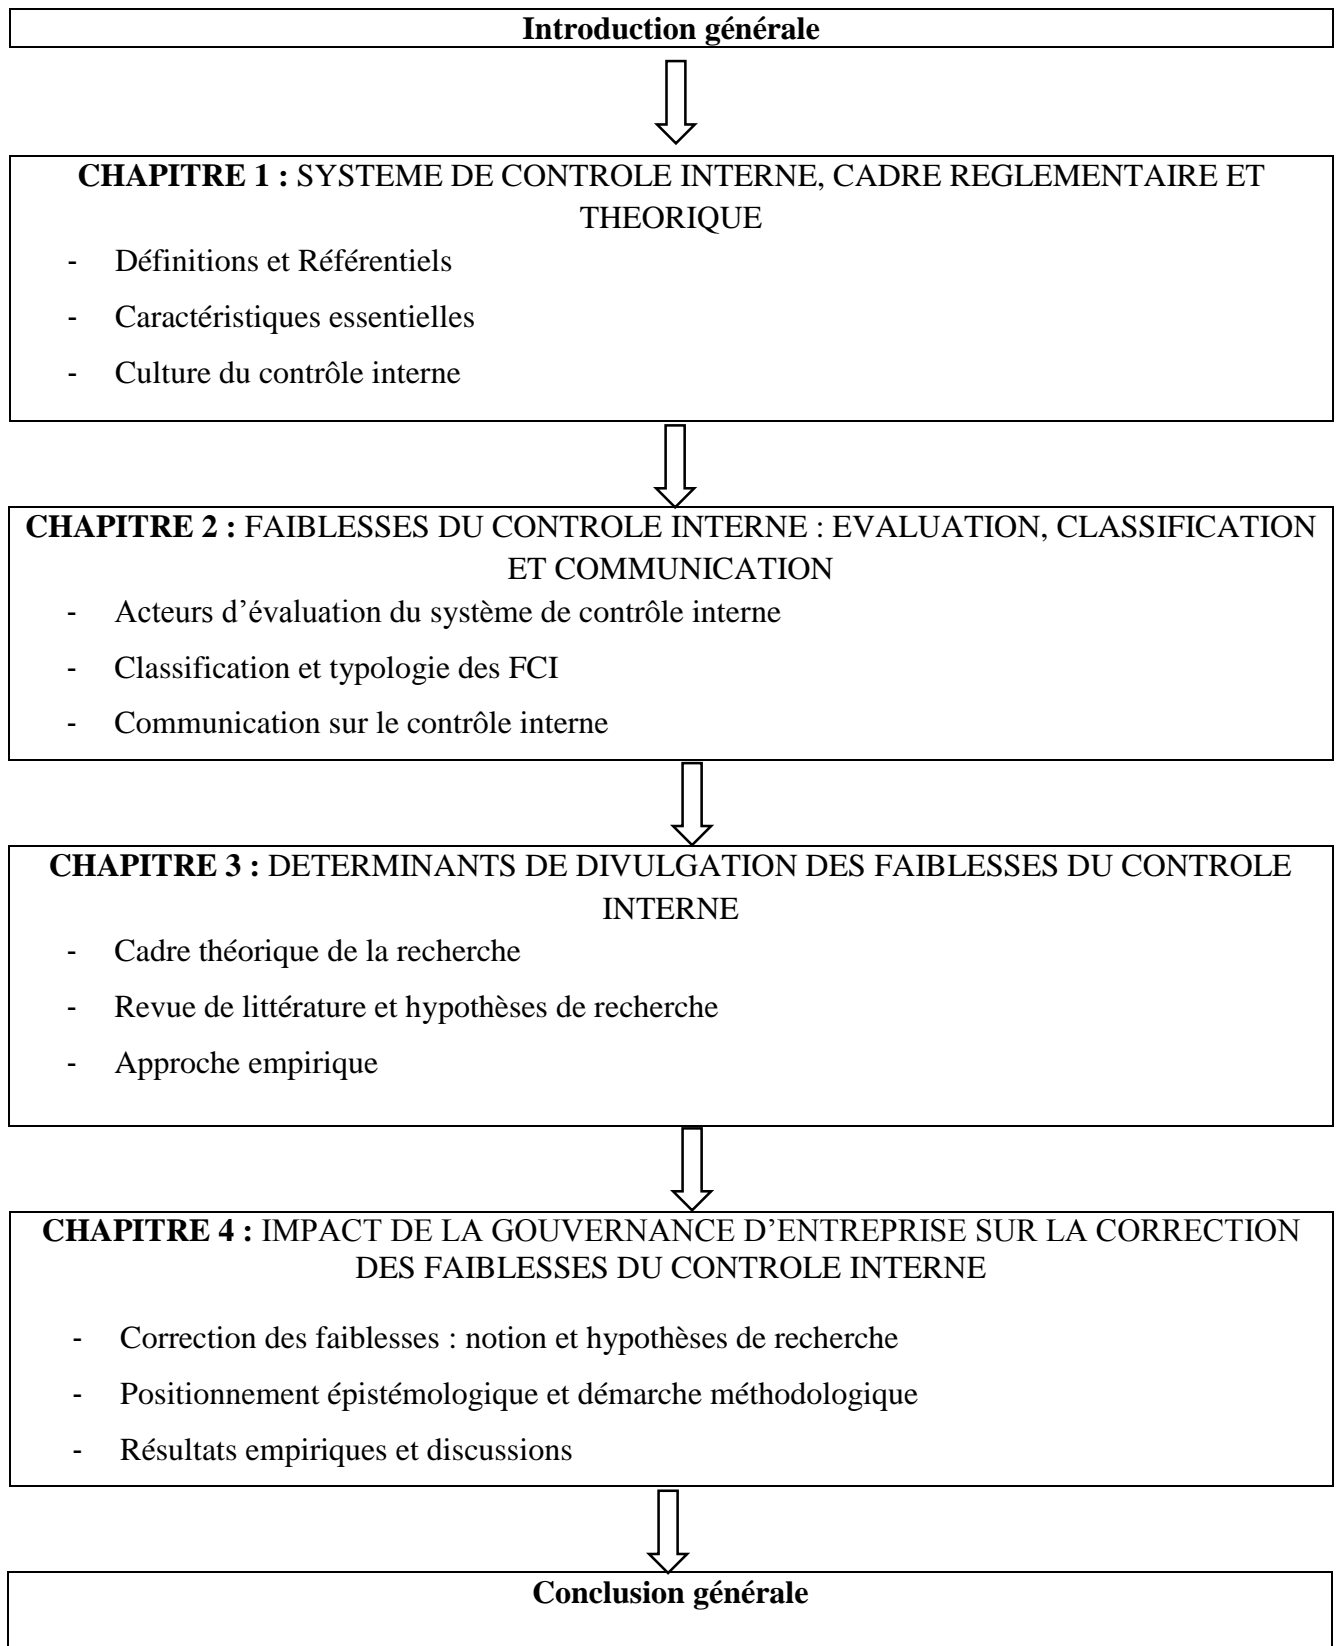 Introduction générale
CHAPITRE 1 : SYSTEME DE CONTROLE INTERNE, CADRE REGLEMENTAIRE ET
THEORIQUE
- Définitions et Référentiels
- Caractéristiques essentielles
- Culture du contrôle interne
CHAPITRE 2 : FAIBLESSES DU CONTROLE INTERNE : EVALUATION, CLASSIFICATION
ET COMMUNICATION
- Acteurs d’évaluation du système de contrôle interne
- Classification et typologie des FCI
- Communication sur le contrôle interne
CHAPITRE 3 : DETERMINANTS DE DIVULGATION DES FAIBLESSES DU CONTROLE
INTERNE
- Cadre théorique de la recherche
- Revue de littérature et hypothèses de recherche
- Approche empirique
CHAPITRE 4 : IMPACT DE LA GOUVERNANCE D’ENTREPRISE SUR LA CORRECTION
DES FAIBLESSES DU CONTROLE INTERNE
- Correction des faiblesses : notion et hypothèses de recherche
- Positionnement épistémologique et démarche méthodologique
- Résultats empiriques et discussions
Conclusion générale